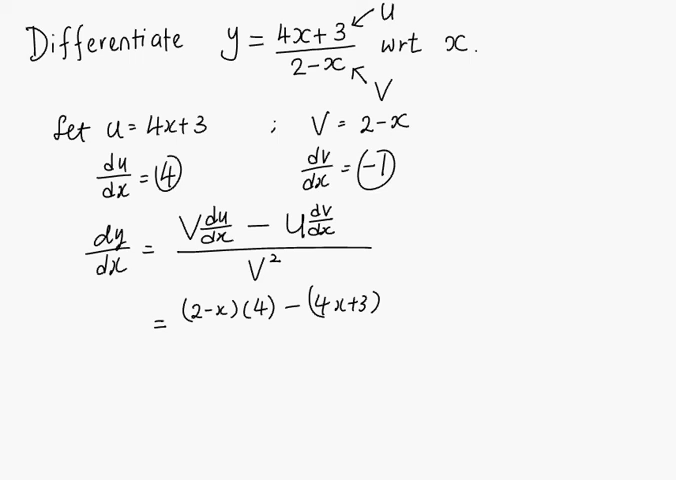 Differentiate y = (4x+3)/(2-x) wrt x.
u
v
Let u = 4x+3 ; v = 2-x
du/dx = 4 dv/dx = -1
dy/dx = (v du/dx - u dv/dx)/v²
= (2-x)(4) - (4x+3)